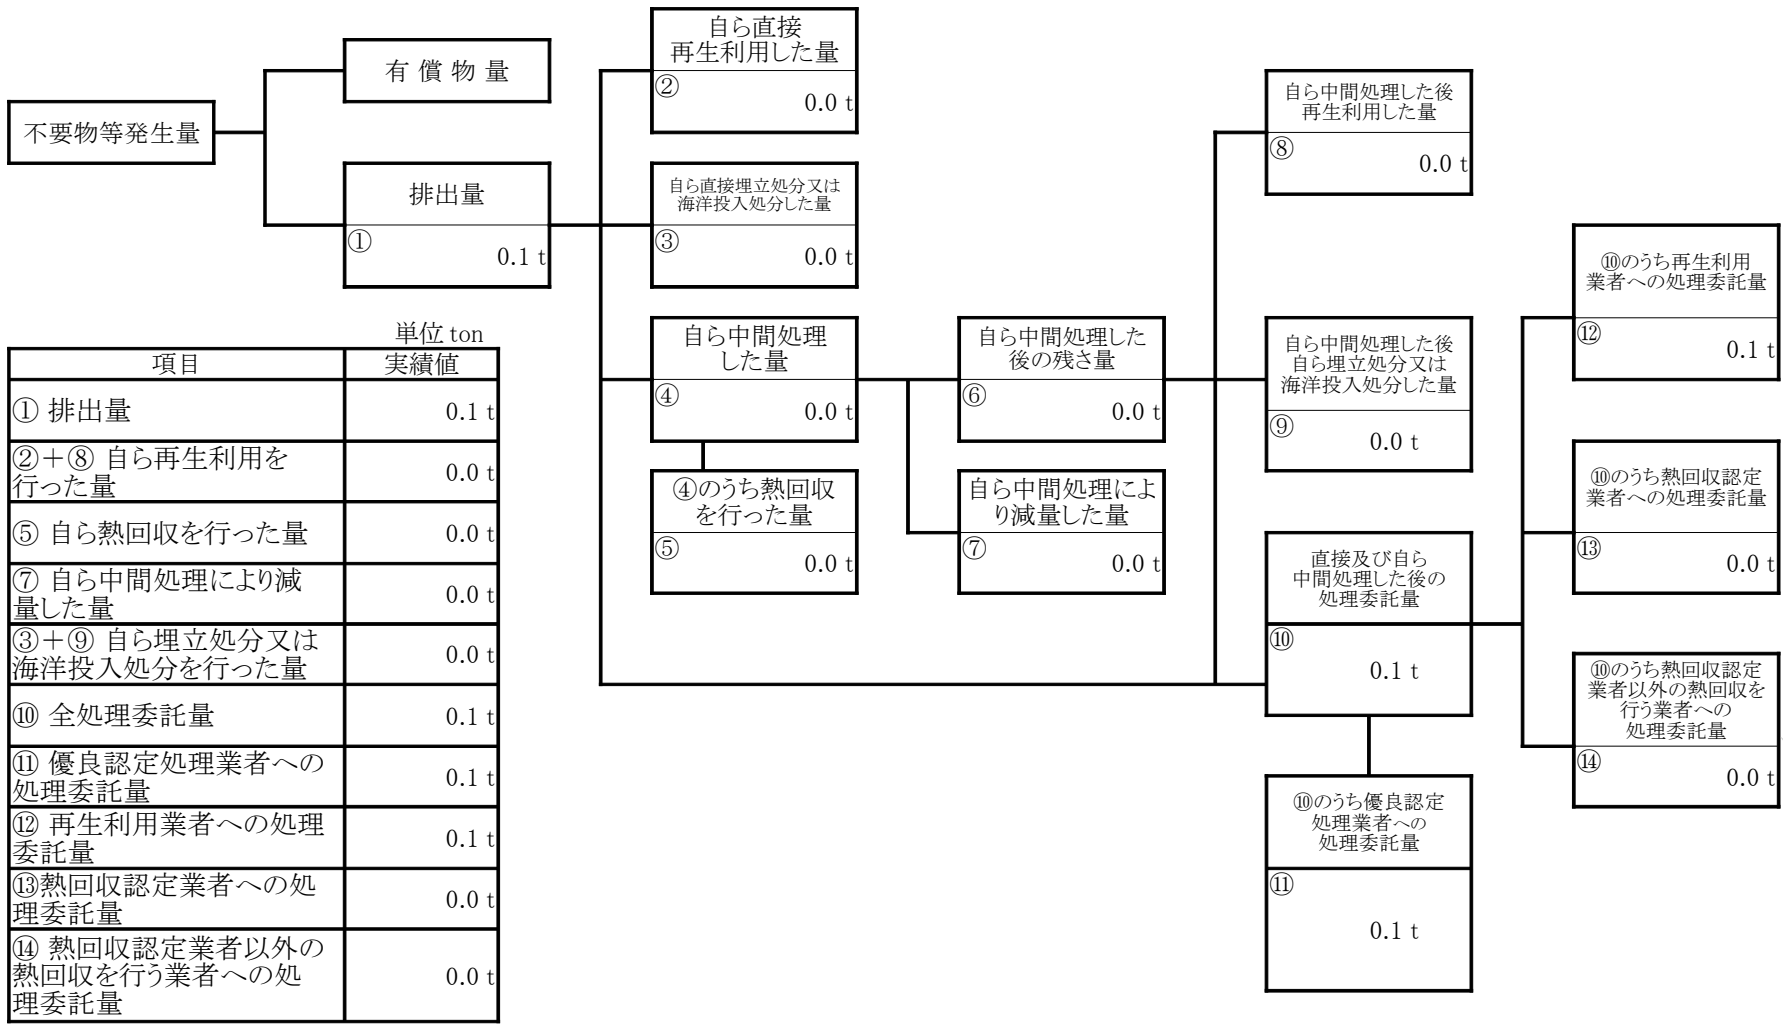 不要物等発生量
有 償 物 量
排出量
①
0.1 t
自ら直接
再生利用した量
②
0.0 t
自ら直接埋立処分又は
海洋投入処分した量
③
0.0 t
自ら中間処理
した量
④
0.0 t
④のうち熱回収
を行った量
⑤
0.0 t
自ら中間処理した
後の残さ量
⑥
0.0 t
自ら中間処理によ
り減量した量
⑦
0.0 t
自ら中間処理した後
再生利用した量
⑧
0.0 t
自ら中間処理した後
自ら埋立処分又は
海洋投入処分した量
⑨
0.0 t
直接及び自ら
中間処理した後の
処理委託量
⑩
0.1 t
⑩のうち優良認定
処理業者への
処理委託量
⑪
0.1 t
⑩のうち再生利用
業者への処理委託量
⑫
0.1 t
⑩のうち熱回収認定
業者への処理委託量
⑬
0.0 t
⑩のうち熱回収認定
業者以外の熱回収を
行う業者への
処理委託量
⑭
0.0 t
単位 ton
項目 実績値
① 排出量 0.1 t
②＋⑧ 自ら再生利用を
行った量 0.0 t
⑤ 自ら熱回収を行った量 0.0 t
⑦ 自ら中間処理により減
量した量 0.0 t
③＋⑨ 自ら埋立処分又は
海洋投入処分を行った量 0.0 t
⑩ 全処理委託量 0.1 t
⑪ 優良認定処理業者への
処理委託量 0.1 t
⑫ 再生利用業者への処理
委託量 0.1 t
⑬熱回収認定業者への処
理委託量 0.0 t
⑭ 熱回収認定業者以外の
熱回収を行う業者への処
理委託量 0.0 t